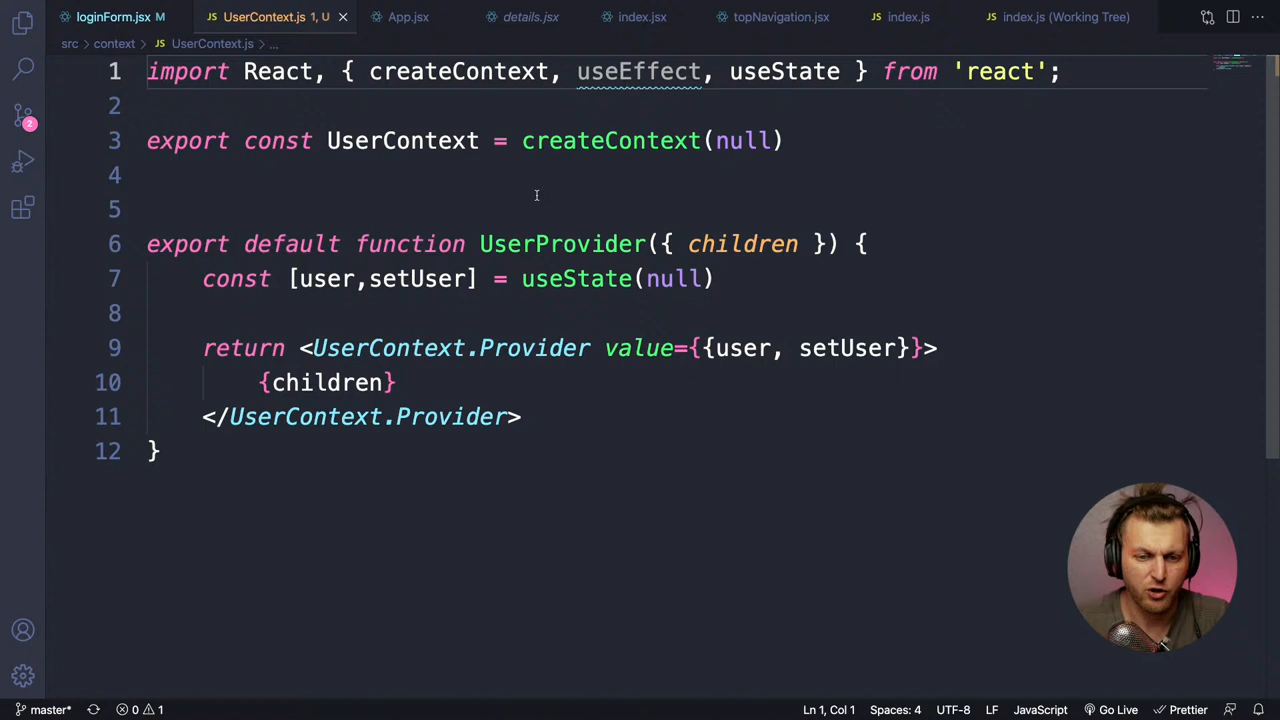 loginForm.jsx M
UserContext.js 1, U
App.jsx
details.jsx
index.jsx
topNavigation.jsx
JS index.js
JS index.js (Working Tree)
src > context > JS UserContext.js > ...
1 import React, { createContext, useEffect, useState } from 'react';
2
3 export const UserContext = createContext(null)
4
5
6 export default function UserProvider({ children }) {
7 const [user,setUser] = useState(null)
8
9 return <UserContext.Provider value={{user, setUser}}>
10 {children}
11 </UserContext.Provider>
12 }
2
master* 0 1 Ln 1, Col 1 Spaces: 4 UTF-8 LF JavaScript Go Live Prettier